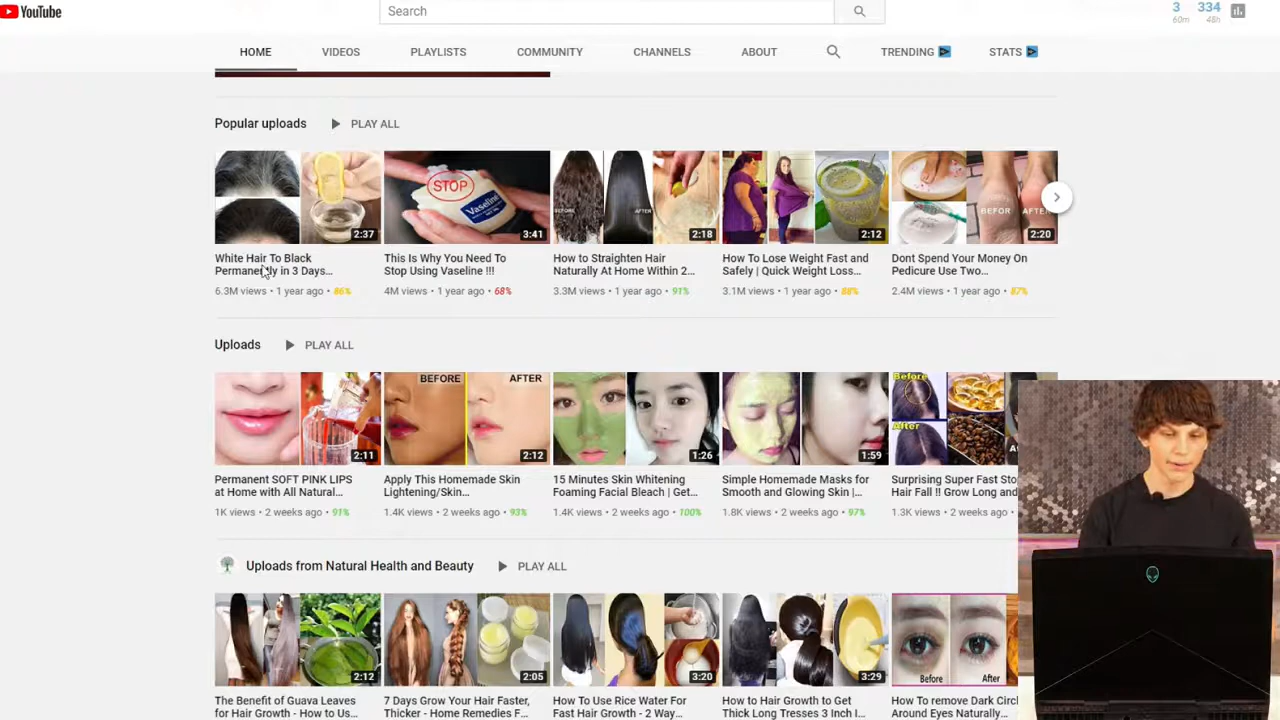 YouTube
Search
3 334
60m 48h
HOME VIDEOS PLAYLISTS COMMUNITY CHANNELS ABOUT TRENDING STATS
Popular uploads PLAY ALL
BEFORE
AFTER
STOP
Vaseline
BEFOR AFTER
2:37 3:41 2:18 2:12 2:20
White Hair To Black
Permanently in 3 Days...
6.3M views • 1 year ago • 86%
This Is Why You Need To
Stop Using Vaseline !!!
4M views • 1 year ago • 68%
How to Straighten Hair
Naturally At Home Within 2...
3.3M views • 1 year ago • 91%
How To Lose Weight Fast and
Safely | Quick Weight Loss...
3.1M views • 1 year ago • 88%
Dont Spend Your Money On
Pedicure Use Two...
2.4M views • 1 year ago • 87%
Uploads PLAY ALL
BEFORE AFTER
Before
After
2:11 2:12 1:26 1:59
Permanent SOFT PINK LIPS
at Home with All Natural...
1K views • 2 weeks ago • 91%
Apply This Homemade Skin
Lightening/Skin...
1.4K views • 2 weeks ago • 93%
15 Minutes Skin Whitening
Foaming Facial Bleach | Get...
1.4K views • 2 weeks ago • 100%
Simple Homemade Masks for
Smooth and Glowing Skin |...
1.8K views • 2 weeks ago • 97%
Surprising Super Fast Sto
Hair Fall !! Grow Long and
1.3K views • 2 weeks ago •
Uploads from Natural Health and Beauty PLAY ALL
Before After
2:12 2:05 3:20 3:29
The Benefit of Guava Leaves
for Hair Growth - How to Us...
7 Days Grow Your Hair Faster,
Thicker - Home Remedies F...
How To Use Rice Water For
Fast Hair Growth - 2 Way...
How to Hair Growth to Get
Thick Long Tresses 3 Inch I...
How To remove Dark Circl
Around Eyes Naturally...